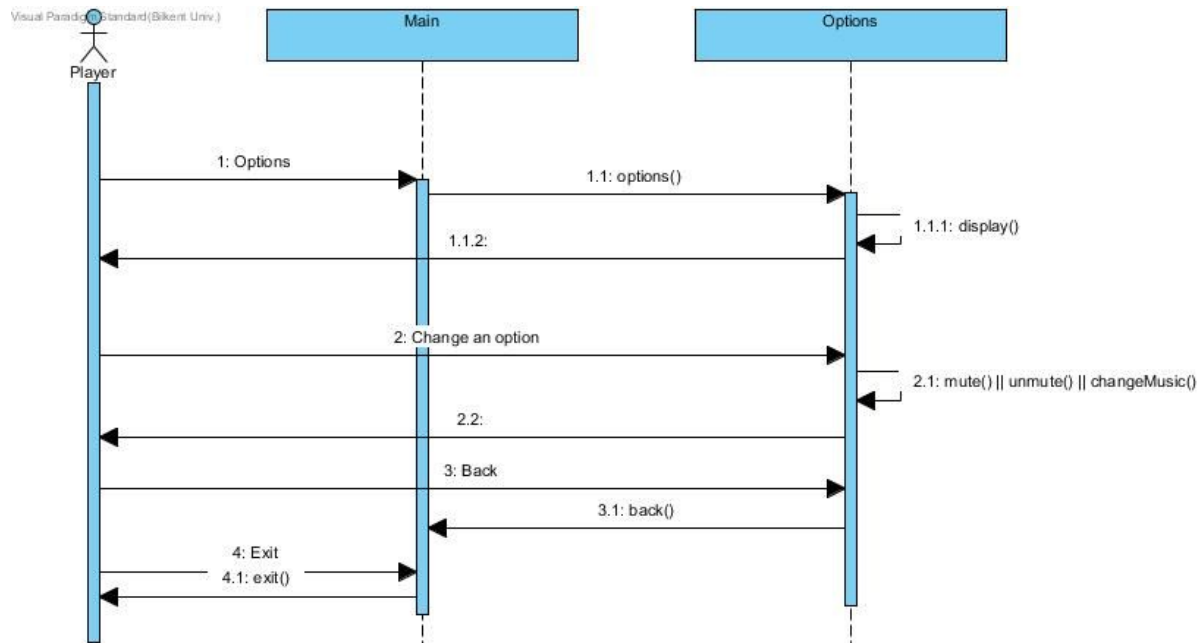 Visual Paradigm Standard(Bilkent Univ.)
Main
Options
Player
1: Options
1.1: options()
1.1.1: display()
1.1.2:
2: Change an option
2.1: mute() || unmute() || changeMusic()
2.2:
3: Back
3.1: back()
4: Exit
4.1: exit()